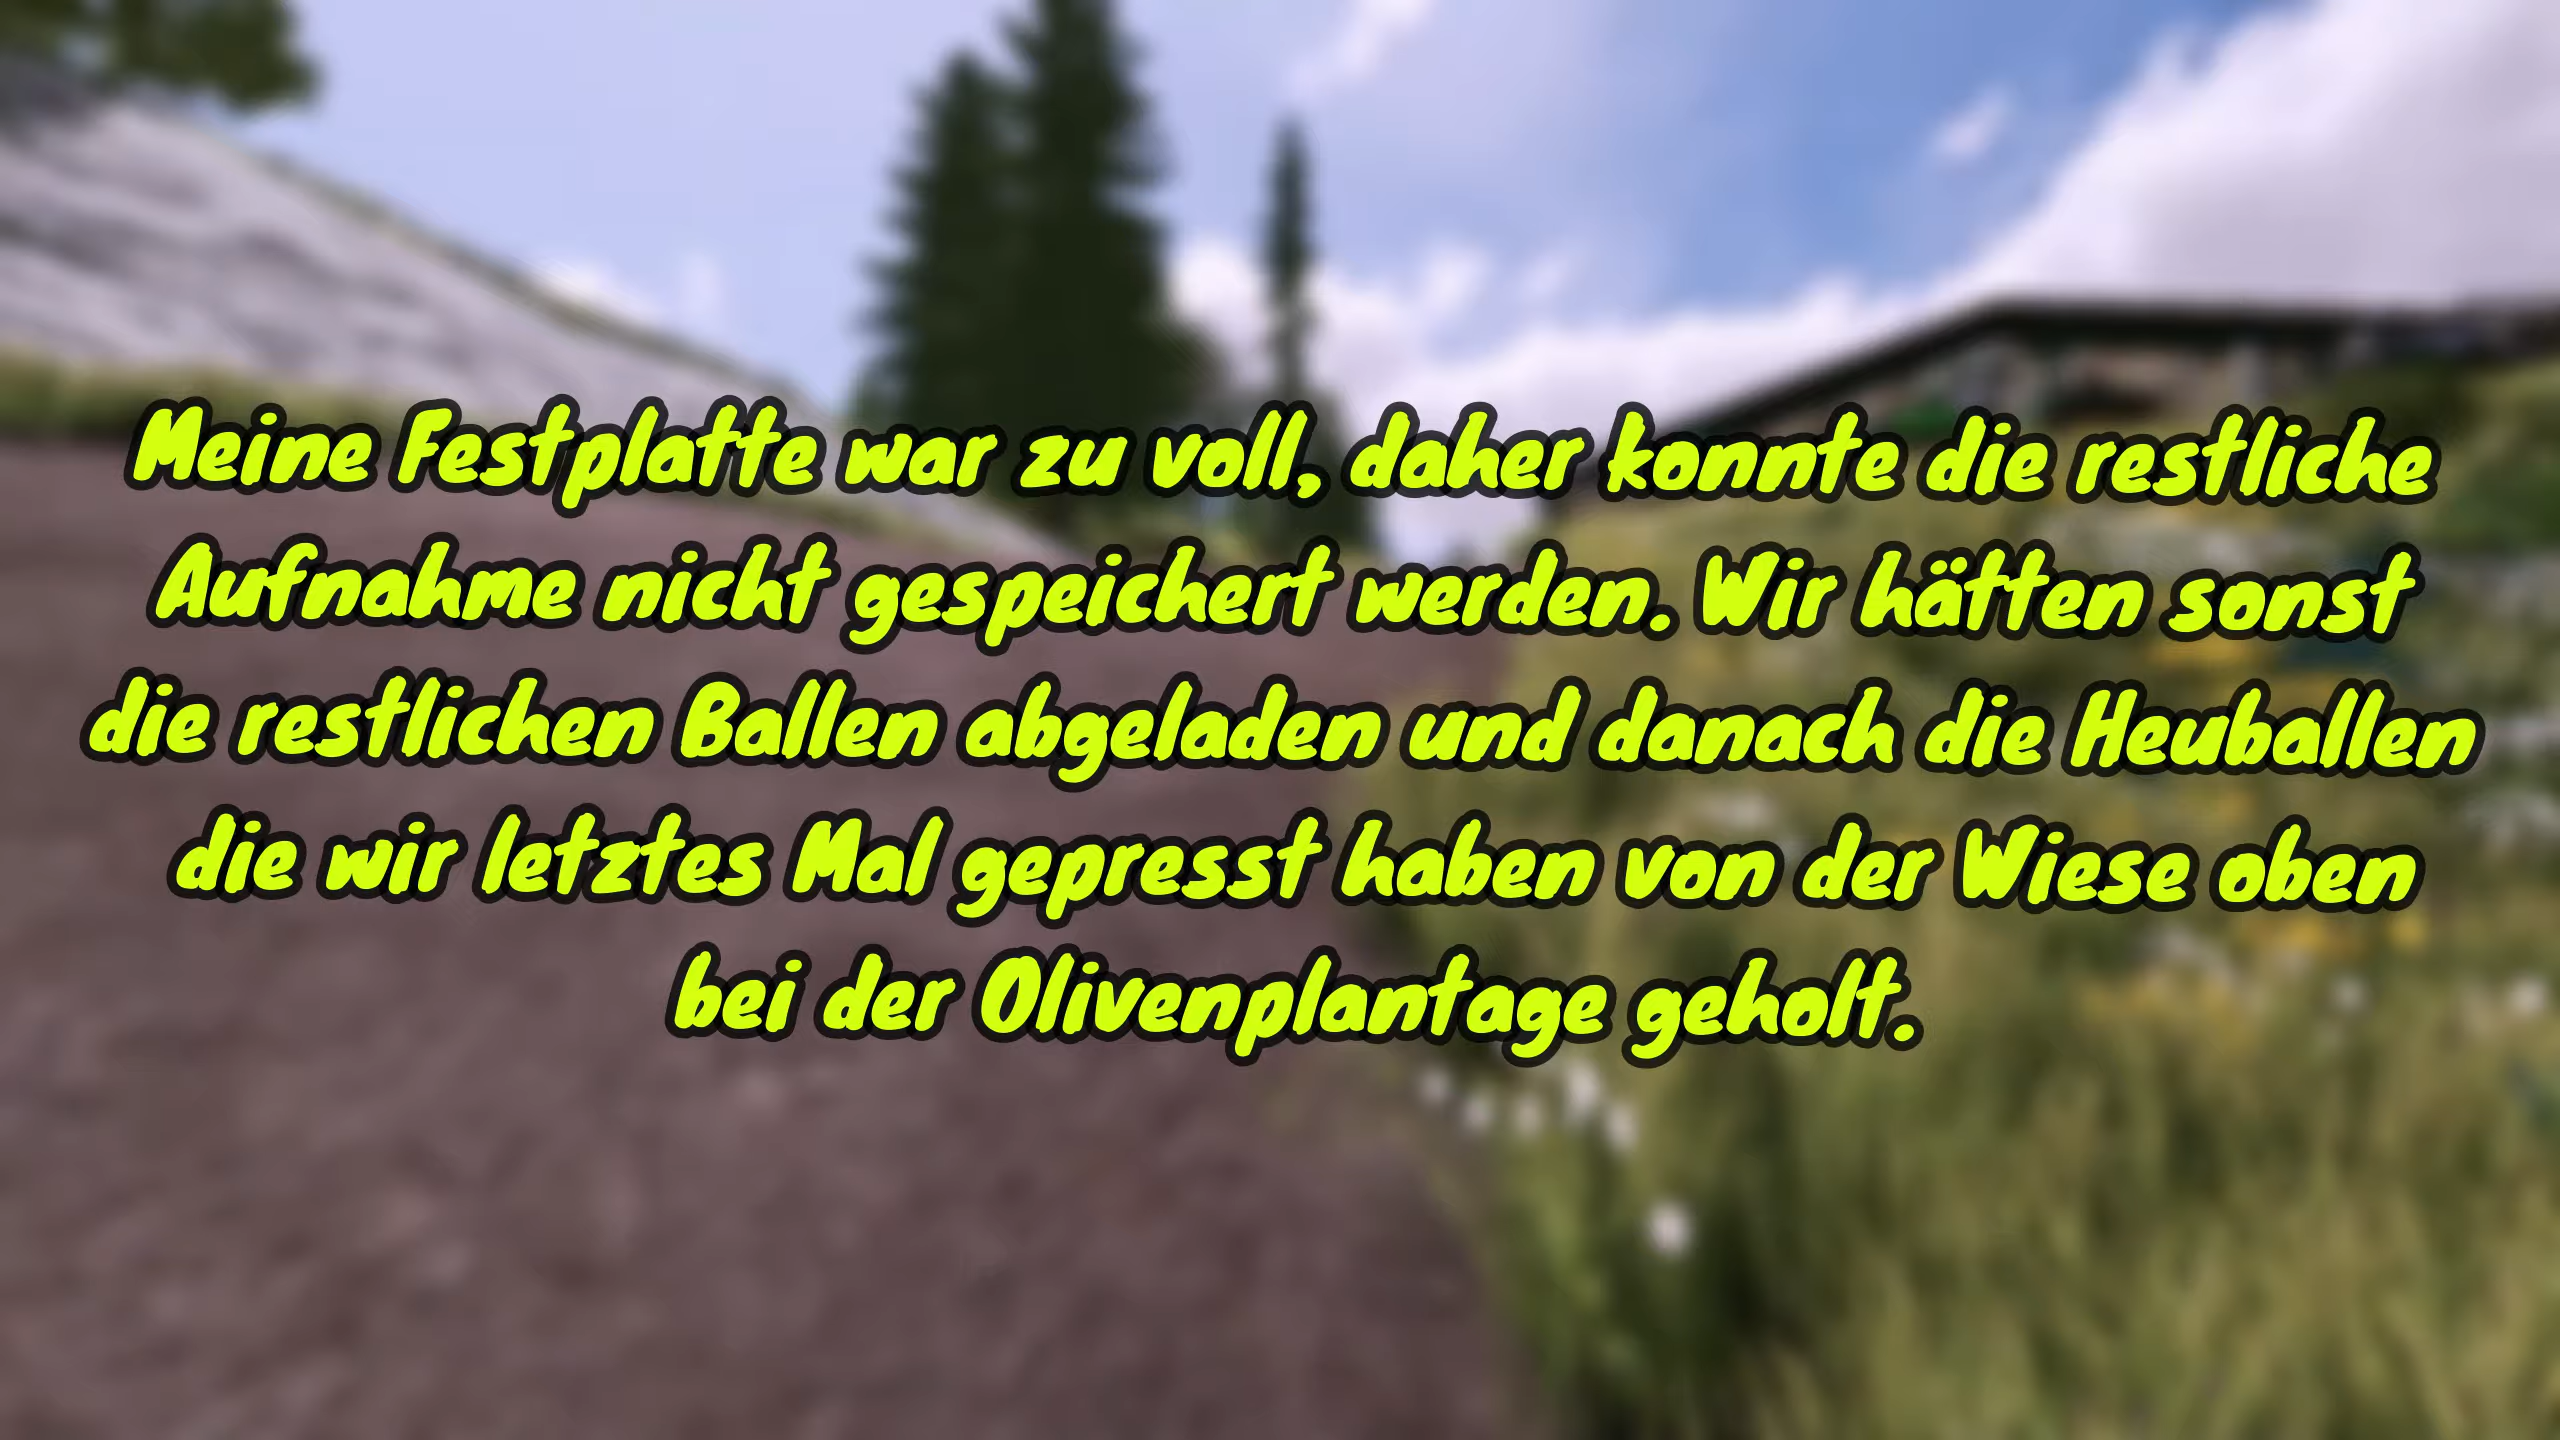 Meine Festplatte war zu voll, daher konnte die restliche
Aufnahme nicht gespeichert werden. Wir hätten sonst
die restlichen Ballen abgeladen und danach die Heuballen
die wir letztes Mal gepresst haben von der Wiese oben
bei der Olivenplantage geholt.